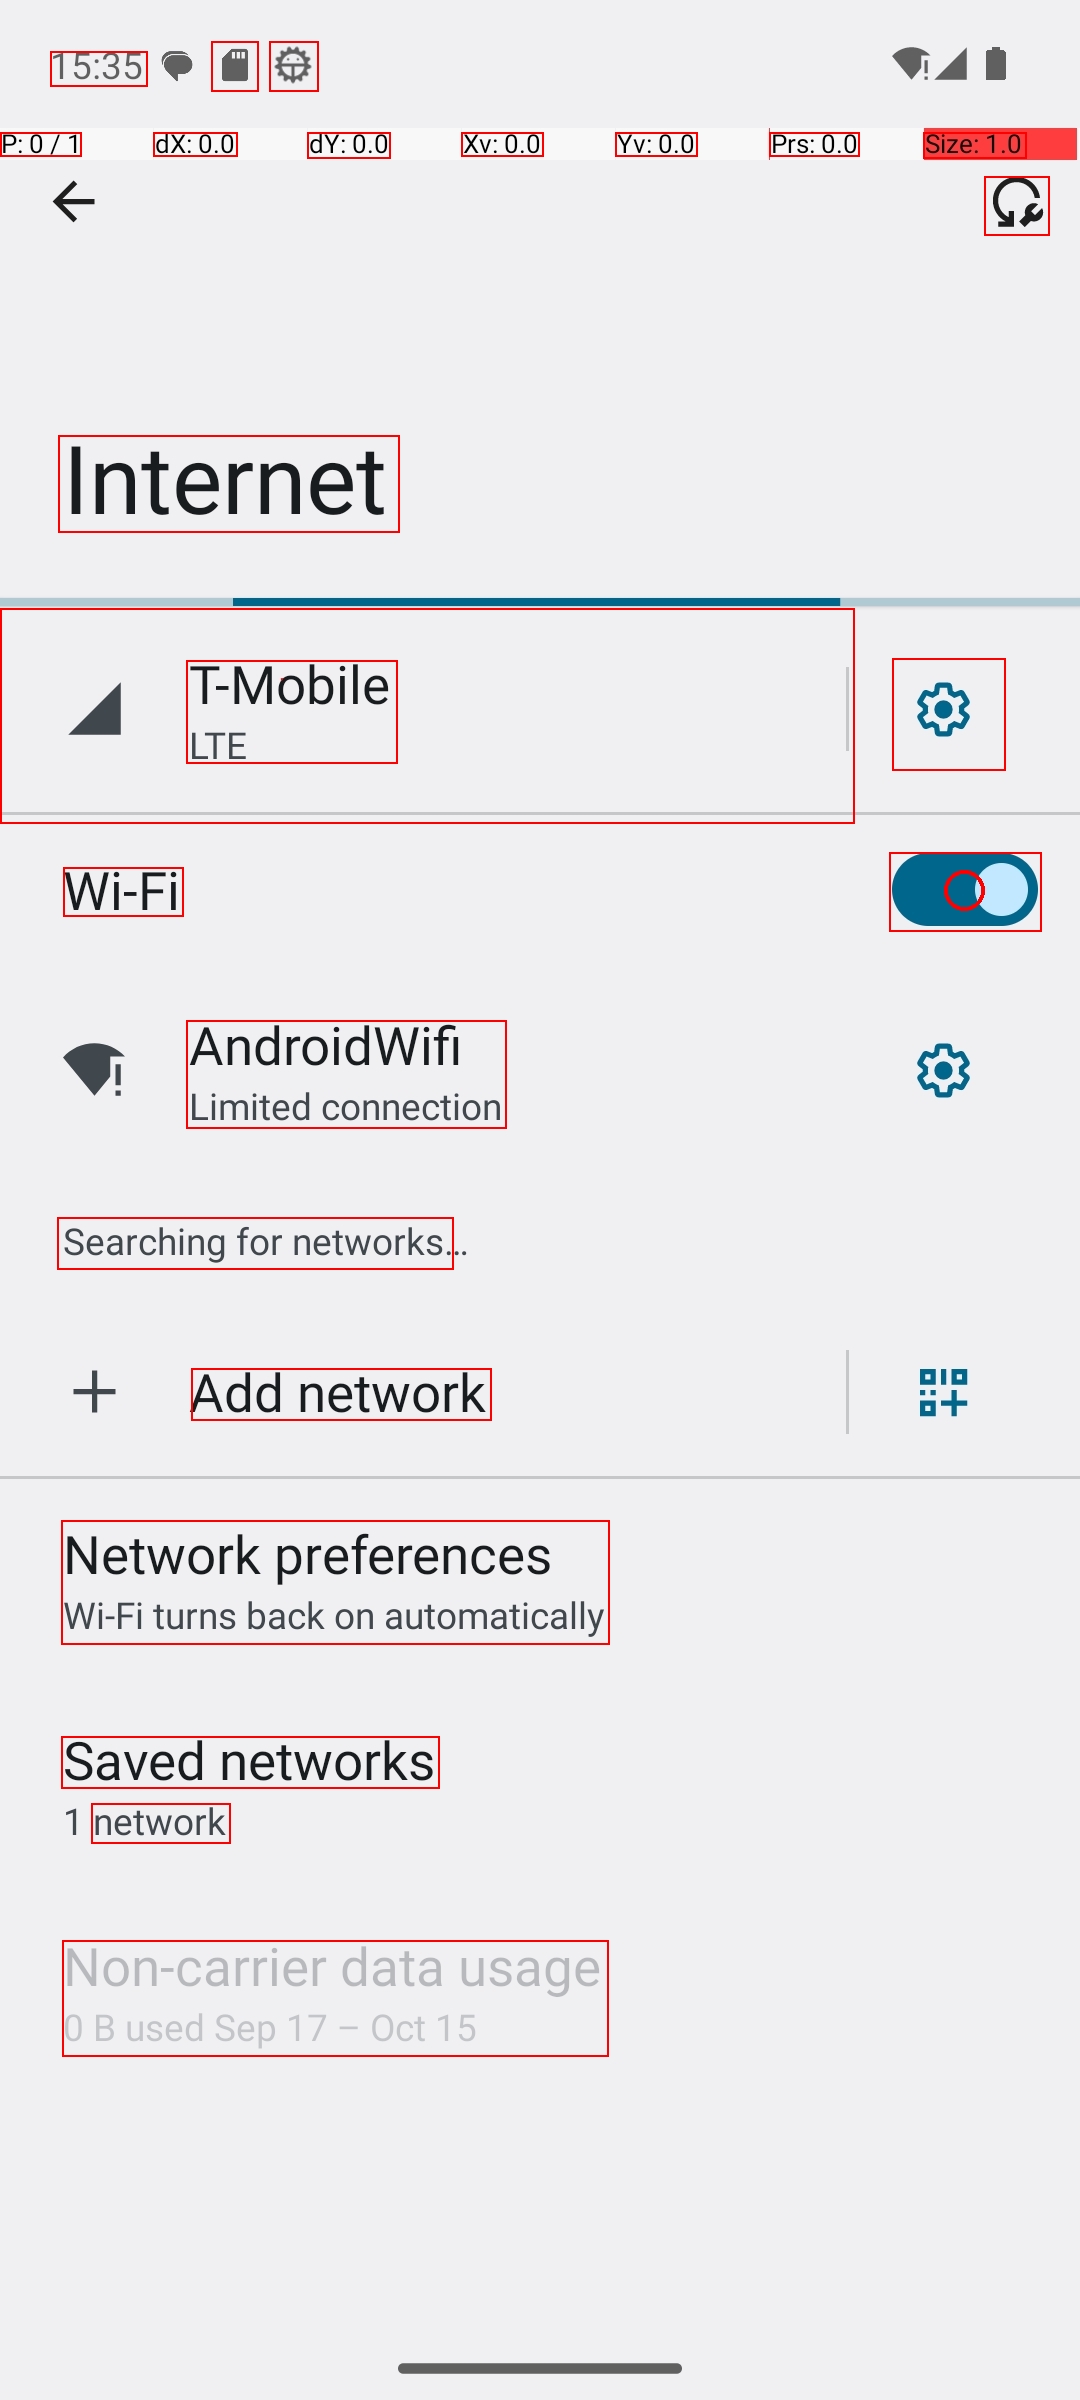 15:35
P: 0 / 1 dX: 0.0 dY: 0.0 Xv: 0.0 Yv: 0.0 Prs: 0.0 Size: 1.0
Internet
T-Mobile
LTE
Wi-Fi
AndroidWifi
Limited connection
Searching for networks…
Add network
Network preferences
Wi-Fi turns back on automatically
Saved networks
1 network
Non-carrier data usage
0 B used Sep 17 – Oct 15